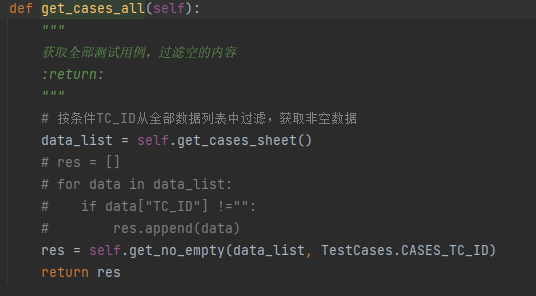 def get_cases_all(self):
"""
获取全部测试用例，过滤空的内容
:return:
"""
# 按条件TC_ID从全部数据列表中过滤，获取非空数据
data_list = self.get_cases_sheet()
# res = []
# for data in data_list:
#    if data["TC_ID"] !="":
#        res.append(data)
res = self.get_no_empty(data_list, TestCases.CASES_TC_ID)
return res